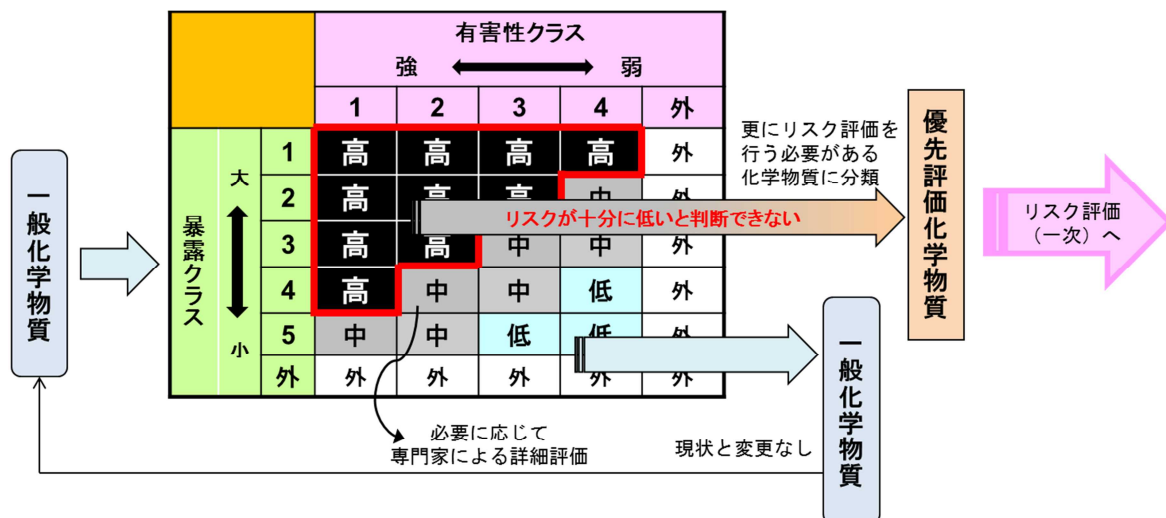 有害性クラス
強 弱
1 2 3 4 外
暴露クラス
大
小
1 高 高 高 高 外
2 高 高 高 中 外
3 高 高 中 中 外
4 高 中 中 低 外
5 中 中 低 低 外
外 外 外 外 外 外
一般化学物質
リスクが十分に低いと判断できない
更にリスク評価を
行う必要がある
化学物質に分類
優先評価化学物質
リスク評価
(一次)へ
必要に応じて
専門家による詳細評価
現状と変更なし
一般化学物質